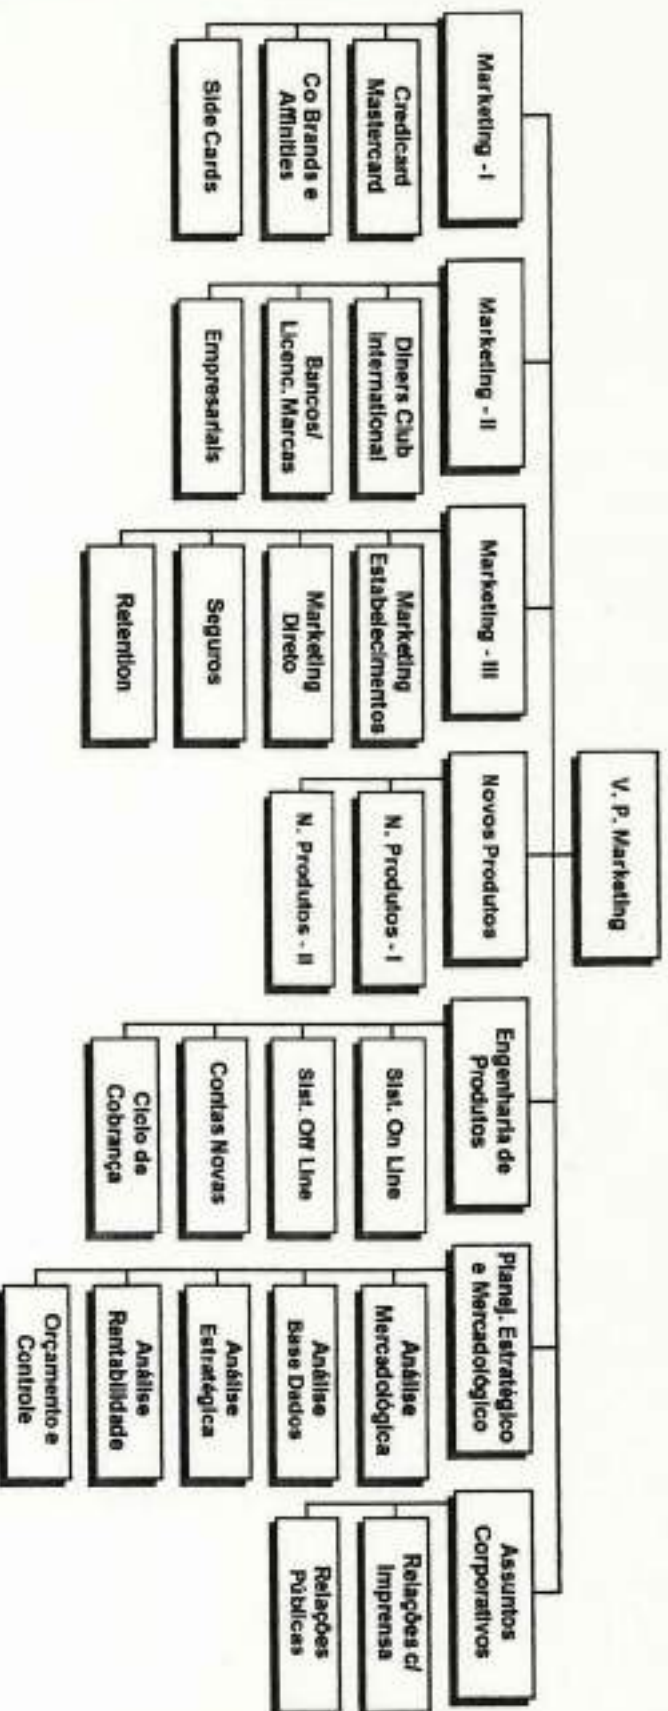 V. P. Marketing
Marketing - I
Credicard
Mastercard
Co Brands e
Affinities
Side Cards
Marketing - II
Diners Club
International
Bancos/
Licenc. Marcas
Empresariais
Marketing - III
Marketing
Estabelecimentos
Marketing
Direto
Seguros
Retention
Novos Produtos
N. Produtos - I
N. Produtos - II
Engenharia de
Produtos
Sist. On Line
Sist. Off Line
Contas Novas
Ciclo de
Cobrança
Planej. Estratégico
e Mercadológico
Análise
Mercadológica
Análise
Base Dados
Análise
Estratégica
Análise
Rentabilidade
Orçamento e
Controle
Assuntos
Corporativos
Relações c/
Imprensa
Relações
Públicas